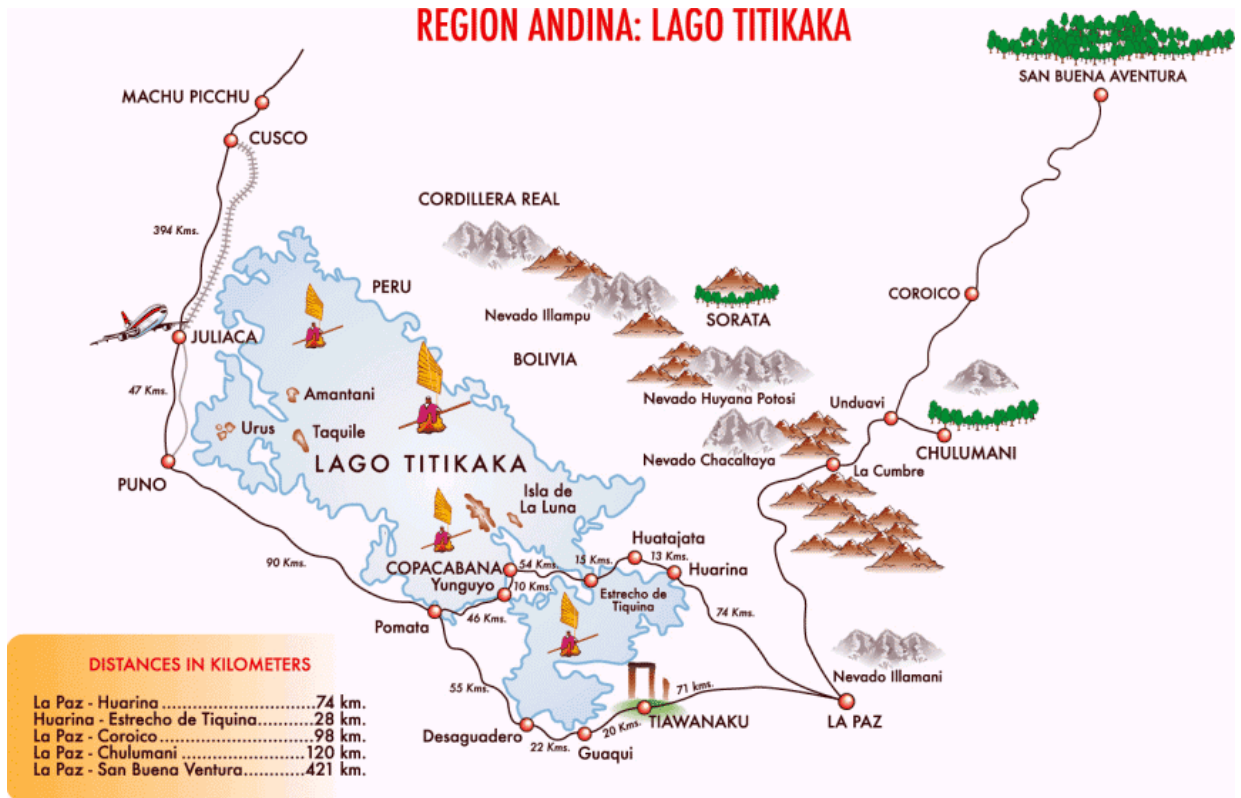 REGION ANDINA: LAGO TITIKAKA
SAN BUENA AVENTURA
MACHU PICCHU
CUSCO
CORDILLERA REAL
394 Kms.
PERU
COROICO
Nevado Illampu
SORATA
JULIACA
BOLIVIA
47 Kms.
Amantani
Nevado Huyana Potosi
Unduavi
Urus
Taquile
CHULUMANI
LAGO TITIKAKA
Nevado Chacaltaya
La Cumbre
PUNO
Isla de
La Luna
Huatajata
90 Kms.
COPACABANA
54 Kms.
15 Kms.
13 Kms.
Huarina
Yunguyo
10 Kms.
Estrecho de
Tiquina
Pomata
46 Kms.
74 Kms.
Nevado Illamani
55 Kms.
71 kms.
Desaguadero
22 Kms.
Guaqui
20 Kms.
TIAWANAKU
LA PAZ
DISTANCES IN KILOMETERS
La Paz - Huarina..............................74 km.
Huarina - Estrecho de Tiquina..........28 km.
La Paz - Coroico..............................98 km.
La Paz - Chulumani........................120 km.
La Paz - San Buena Ventura...........421 km.